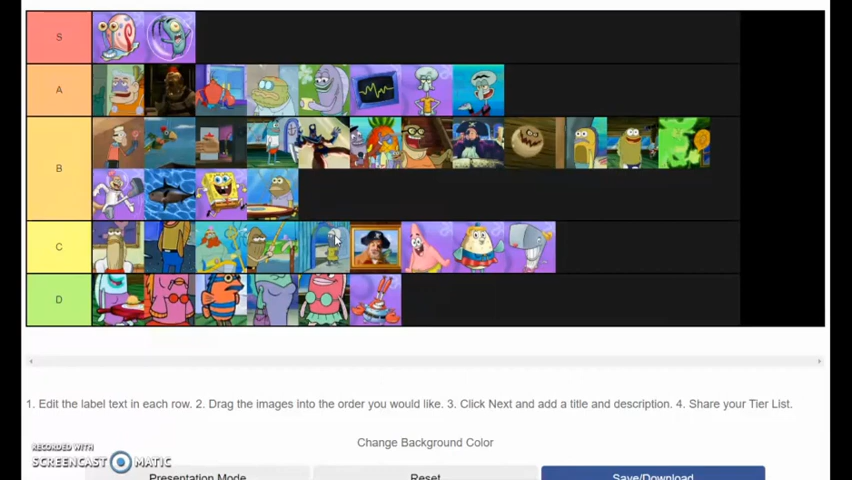 S
A
B
C
D
1. Edit the label text in each row. 2. Drag the images into the order you would like. 3. Click Next and add a title and description. 4. Share your Tier List.
Change Background Color
RECORDED WITH
SCREENCAST MATIC
Presentation Mode Reset Save/Download